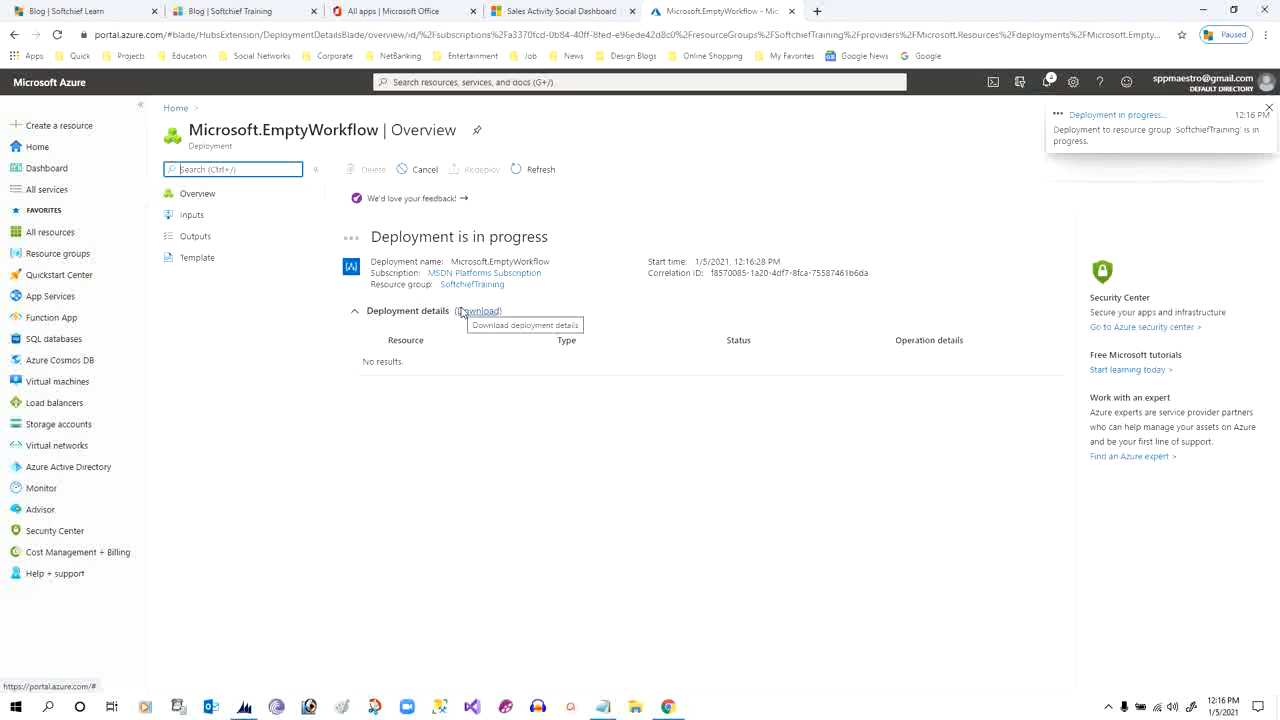 Blog | Softchief Learn
Blog | Softchief Training
All apps | Microsoft Office
Sales Activity Social Dashboard
Microsoft.EmptyWorkflow - Mic
portal.azure.com/#blade/HubsExtension/DeploymentDetailsBlade/overview/id/%2Fsubscriptions%2Fa3370fcd-0b84-40ff-8fed-e96ede42d8c0%2FresourceGroups%2FSoftchiefTraining%2Fproviders%2FMicrosoft.Resources%2Fdeployments%2FMicrosoft.Empty...
Paused
Apps
Quick
Projects
Education
Social Networks
Corporate
NetBanking
Entertainment
Job
News
Design Blogs
Online Shopping
My Favorites
Google News
Google
Microsoft Azure
Search resources, services, and docs (G+/)
2
sppmaestro@gmail.com
DEFAULT DIRECTORY
Home >
Microsoft.EmptyWorkflow | Overview
Deployment
Deployment in progress...
12:16 PM
Deployment to resource group 'SoftchiefTraining' is in
progress.
Create a resource
Home
Dashboard
All services
FAVORITES
All resources
Resource groups
Quickstart Center
App Services
Function App
SQL databases
Azure Cosmos DB
Virtual machines
Load balancers
Storage accounts
Virtual networks
Azure Active Directory
Monitor
Advisor
Security Center
Cost Management + Billing
Help + support
Search (Ctrl+/)
Overview
Inputs
Outputs
Template
Delete
Cancel
Redeploy
Refresh
We'd love your feedback! →
Deployment is in progress
Deployment name: Microsoft.EmptyWorkflow
Subscription: MSDN Platforms Subscription
Resource group: SoftchiefTraining
Start time: 1/5/2021, 12:16:28 PM
Correlation ID: f8570085-1a20-4df7-8fca-75587461b6da
Deployment details (Download)
Download deployment details
Resource
Type
Status
Operation details
No results.
Security Center
Secure your apps and infrastructure
Go to Azure security center >
Free Microsoft tutorials
Start learning today >
Work with an expert
Azure experts are service provider partners
who can help manage your assets on Azure
and be your first line of support.
Find an Azure expert >
https://portal.azure.com/#
12:16 PM
1/5/2021